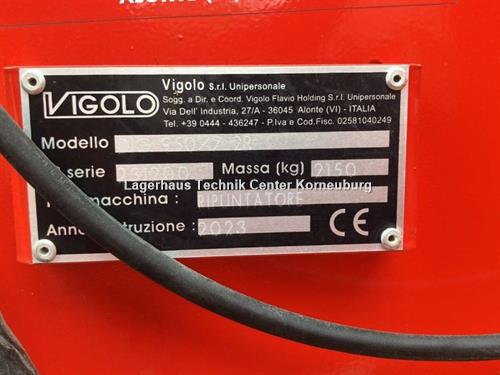 VIGOLO
Vigolo S.r.l. Unipersonale
Sogg. a Dir. e Coord. Vigolo Flavio Holding S.r.l. Unipersonale
Via Dell' Industria, 27/A - 36045 Alonte (VI) - ITALIA
Tel. +39 0444 - 436247 - P.Iva e Cod.Fisc. 02581040249
Modello
serie Massa (kg) 2150
Lagerhaus Technik Center Korneuburg
macchina: RIPUNTATORE
Anno truzione: 2023
CE